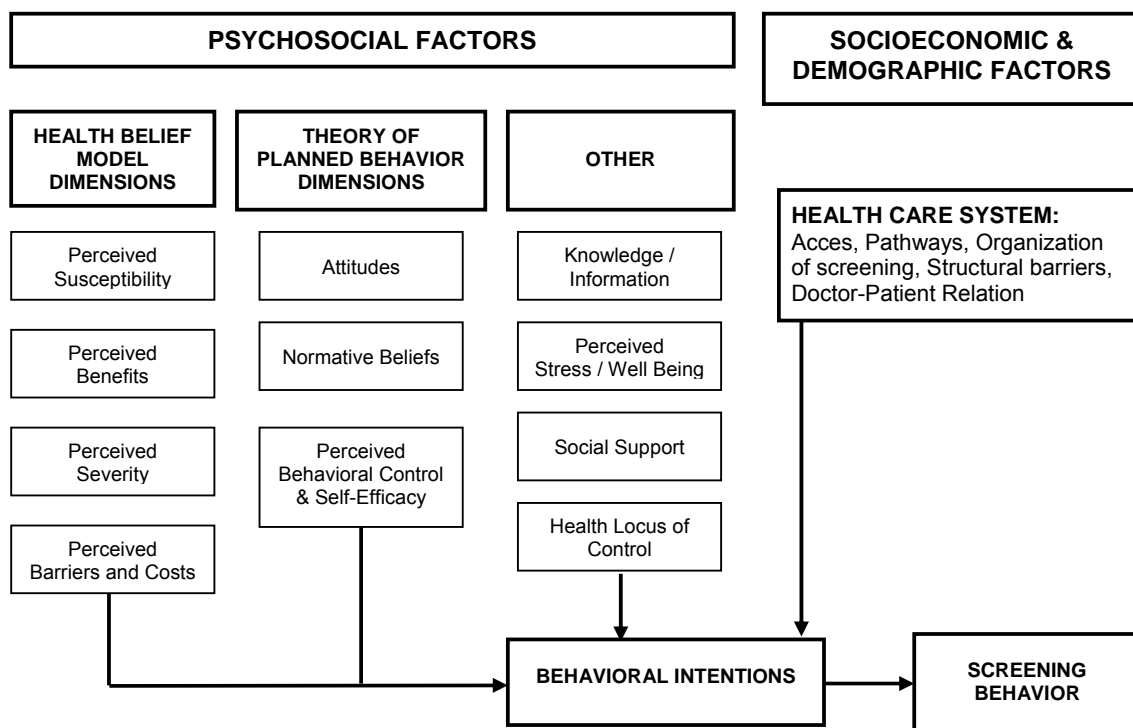 PSYCHOSOCIAL FACTORS
SOCIOECONOMIC &
DEMOGRAPHIC FACTORS
HEALTH BELIEF
MODEL
DIMENSIONS
THEORY OF
PLANNED BEHAVIOR
DIMENSIONS
OTHER
HEALTH CARE SYSTEM:
Acces, Pathways, Organization
of screening, Structural barriers,
Doctor-Patient Relation
Perceived
Susceptibility
Attitudes
Knowledge /
Information
Perceived
Benefits
Normative Beliefs
Perceived
Stress / Well Being
Perceived
Severity
Perceived
Behavioral Control
& Self-Efficacy
Social Support
Perceived
Barriers and Costs
Health Locus of
Control
BEHAVIORAL INTENTIONS
SCREENING
BEHAVIOR